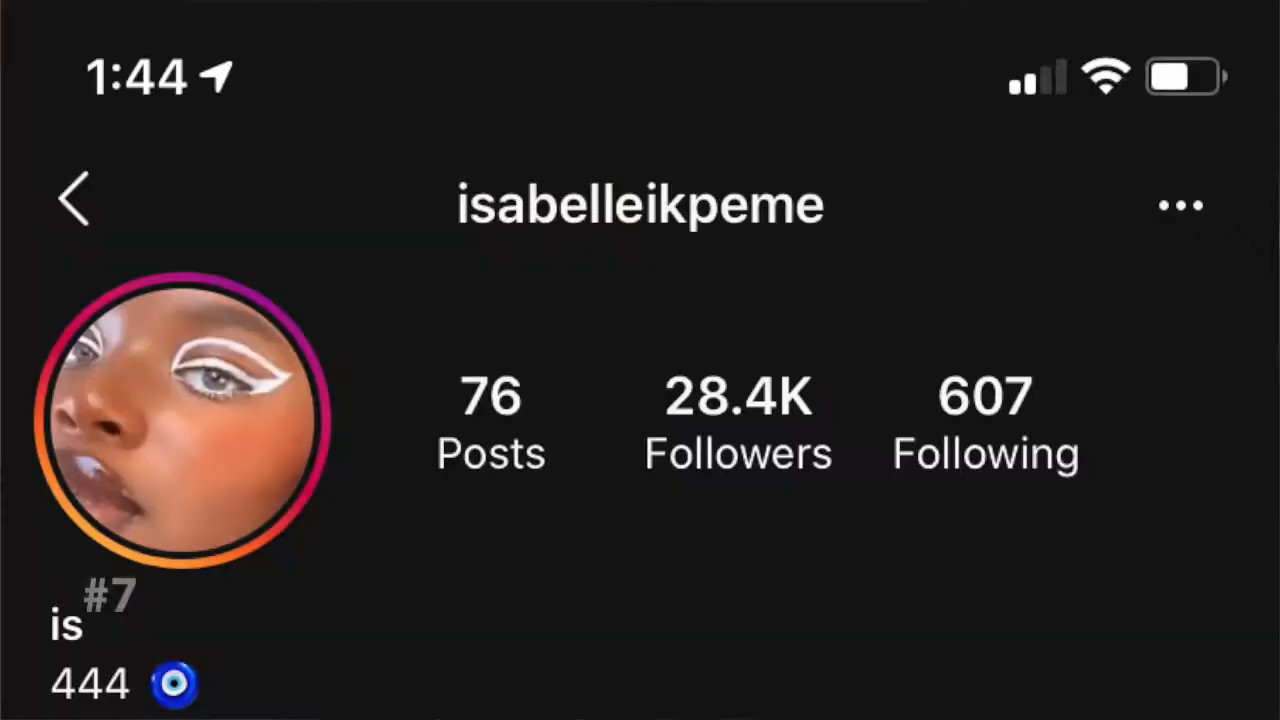 1:44
isabelleikpeme
76 28.4K 607
Posts Followers Following
#7
is
444 🧿